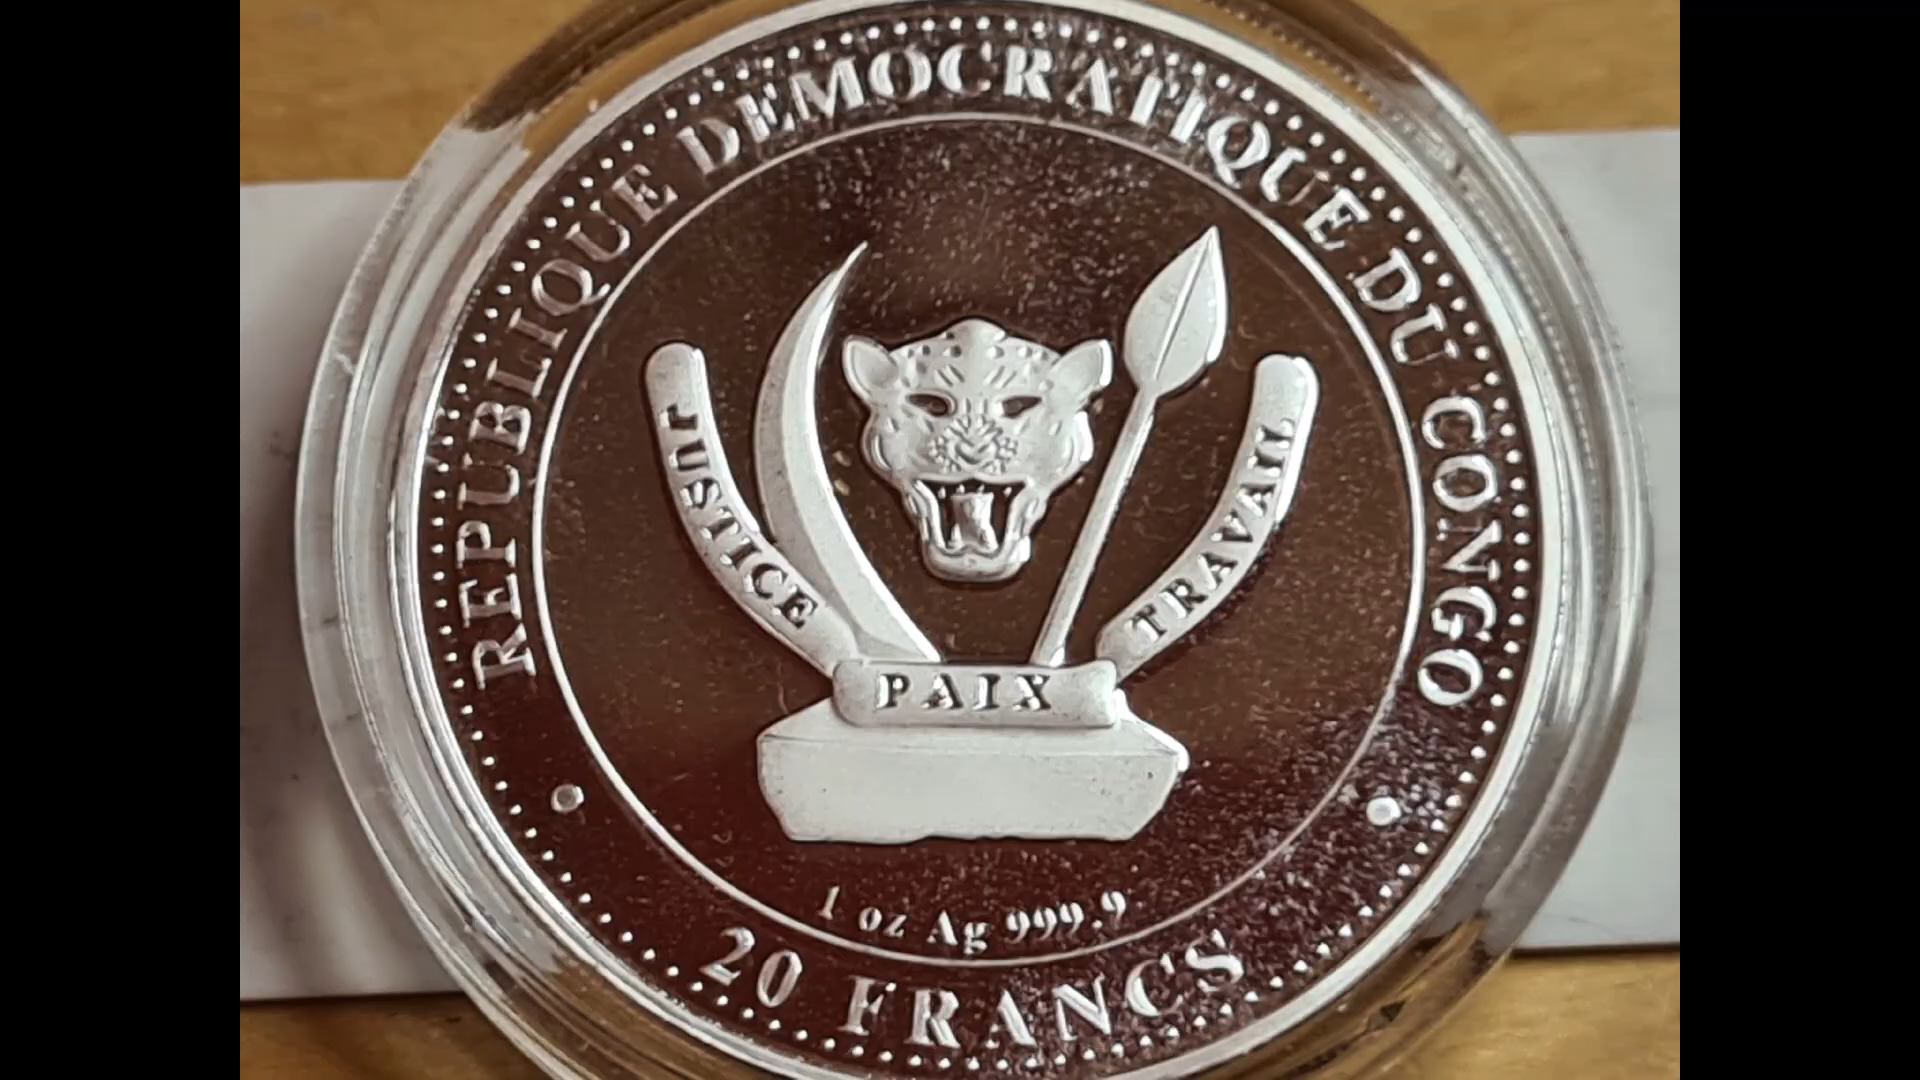 REPUBLIQUE DEMOCRATIQUE DU CONGO
JUSTICE
PAIX
TRAVAIL
1 oz Ag 999.9
20 FRANCS